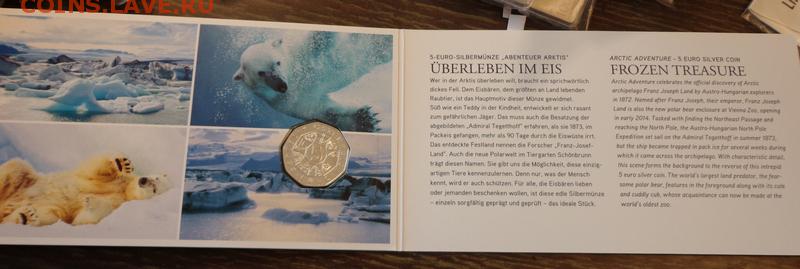 COINS.LAVE.RU
5-EURO-SILBERMÜNZE „ABENTEUER ARKTIS“
ÜBERLEBEN IM EIS
Wer in der Arktis überleben will, braucht ein sprichwörtlich
dickes Fell. Dem Eisbären, dem größten an Land lebenden
Raubtier, ist das Hauptmotiv dieser Münze gewidmet.
Süß wie ein Teddy in der Kindheit, entwickelt er sich rasant
zum gefährlichen Jäger. Das muss auch die Besatzung der
abgebildeten „Admiral Tegetthoff“ erfahren, als sie 1873, im
Packeis gefangen, mehr als 90 Tage durch die Eiswüste irrt.
Das entdeckte Festland nennen die Forscher „Franz-Josef-
Land“. Auch die neue Polarwelt im Tiergarten Schönbrunn
trägt diesen Namen. Sie gibt uns die Möglichkeit, diese einzig-
artigen Tiere kennenzulernen. Denn nur, was der Mensch
kennt, wird er auch schützen. Für alle, die Eisbären lieben
oder jemanden beschenken wollen, ist diese edle Silbermünze
– einzeln sorgfältig geprägt und geprüft – das ideale Stück.
ARCTIC ADVENTURE – 5 EURO SILVER COIN
FROZEN TREASURE
Arctic Adventure celebrates the official discovery of Arctic
archipelago Franz Joseph Land by Austro-Hungarian explorers
in 1872. Named after Franz Joseph, their emperor, Franz Joseph
Land is also the new polar bear enclosure at Vienna Zoo, opening
in early 2014. Tasked with finding the Northeast Passage and
reaching the North Pole, the Austro-Hungarian North Pole
Expedition set sail on the Admiral Tegetthoff in summer 1873,
but the ship became trapped in pack ice for several weeks during
which it came across the archipelago. With characteristic detail,
this scene forms the background to the reverse of this intrepid
5 euro silver coin. The world's largest land predator, the fear-
some polar bear, features in the foreground along with its cute
and cuddly cub, whose acquaintance can now be made at the
world's oldest zoo.